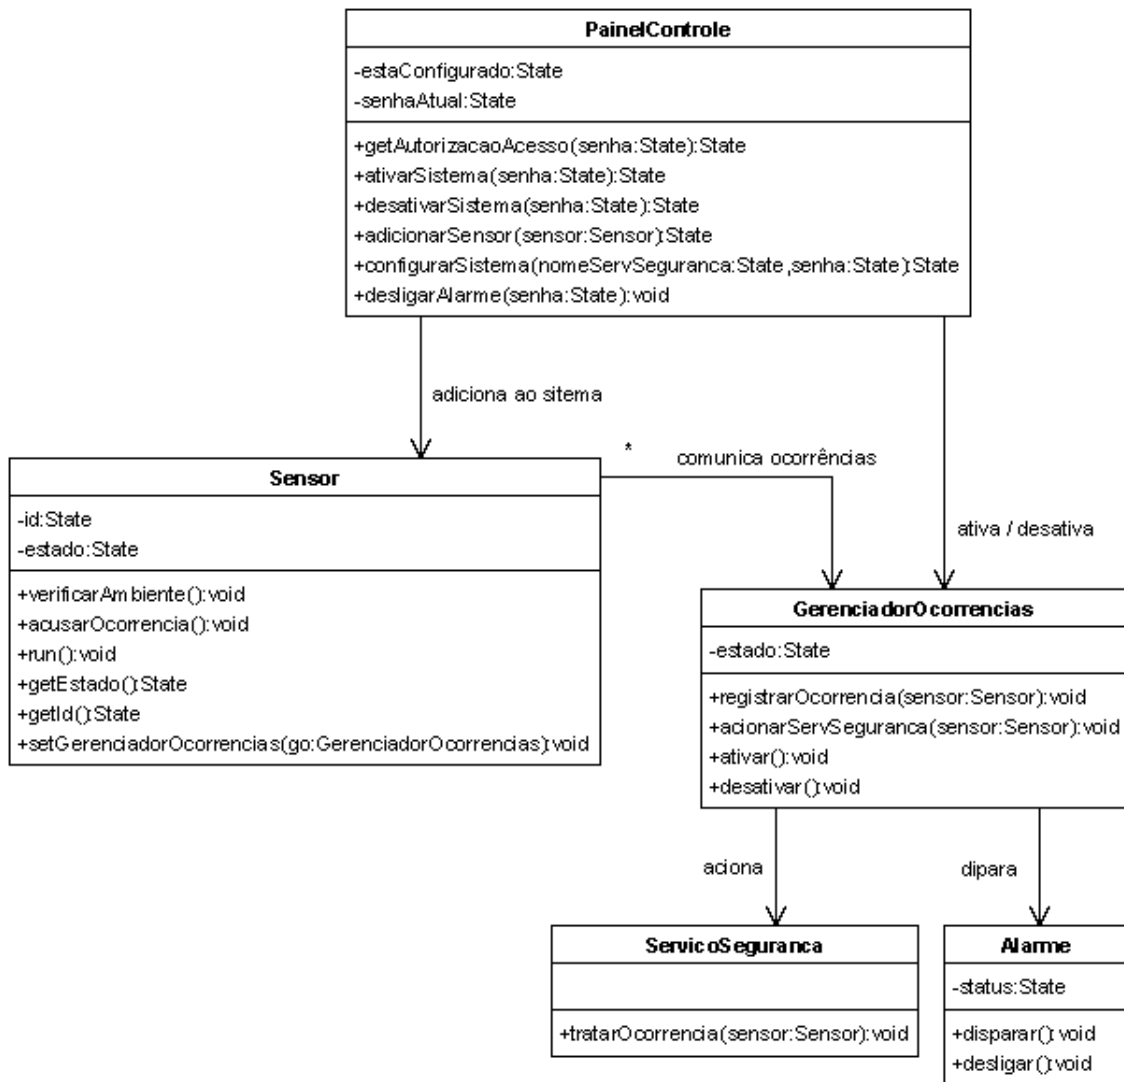 PainelControle
-estaConfigurado:State
-senhaAtual:State
+getAutorizacaoAcesso(senha:State):State
+ativarSistema(senha:State):State
+desativarSistema(senha:State):State
+adicionarSensor(sensor:Sensor):State
+configurarSistema(nomeServSeguranca:State,senha:State):State
+desligarAlarme(senha:State):void
adiciona ao sitema
*
comunica ocorrências
Sensor
-id:State
-estado:State
+verificarAmbiente():void
+acusarOcorrencia():void
+run():void
+getEstado():State
+getId():State
+setGerenciadorOcorrencias(go:GerenciadorOcorrencias):void
ativa / desativa
GerenciadorOcorrencias
-estado:State
+registrarOcorrencia(sensor:Sensor):void
+acionarServSeguranca(sensor:Sensor):void
+ativar():void
+desativar():void
aciona
dipara
ServicoSeguranca
+tratarOcorrencia(sensor:Sensor):void
Alarme
-status:State
+disparar():void
+desligar():void